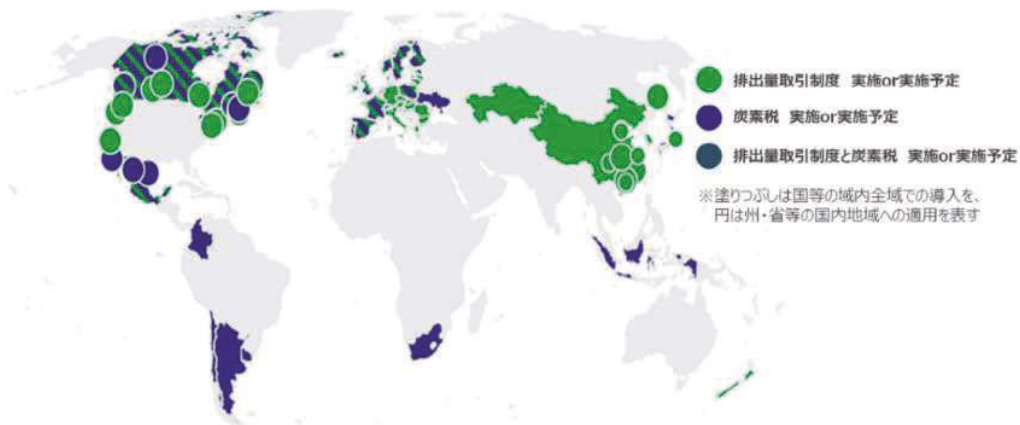 排出量取引制度 実施or実施予定
炭素税 実施or実施予定
排出量取引制度と炭素税 実施or実施予定
※塗りつぶしは国等の域内全域での導入を、
円は州・省等の国内地域への適用を表す